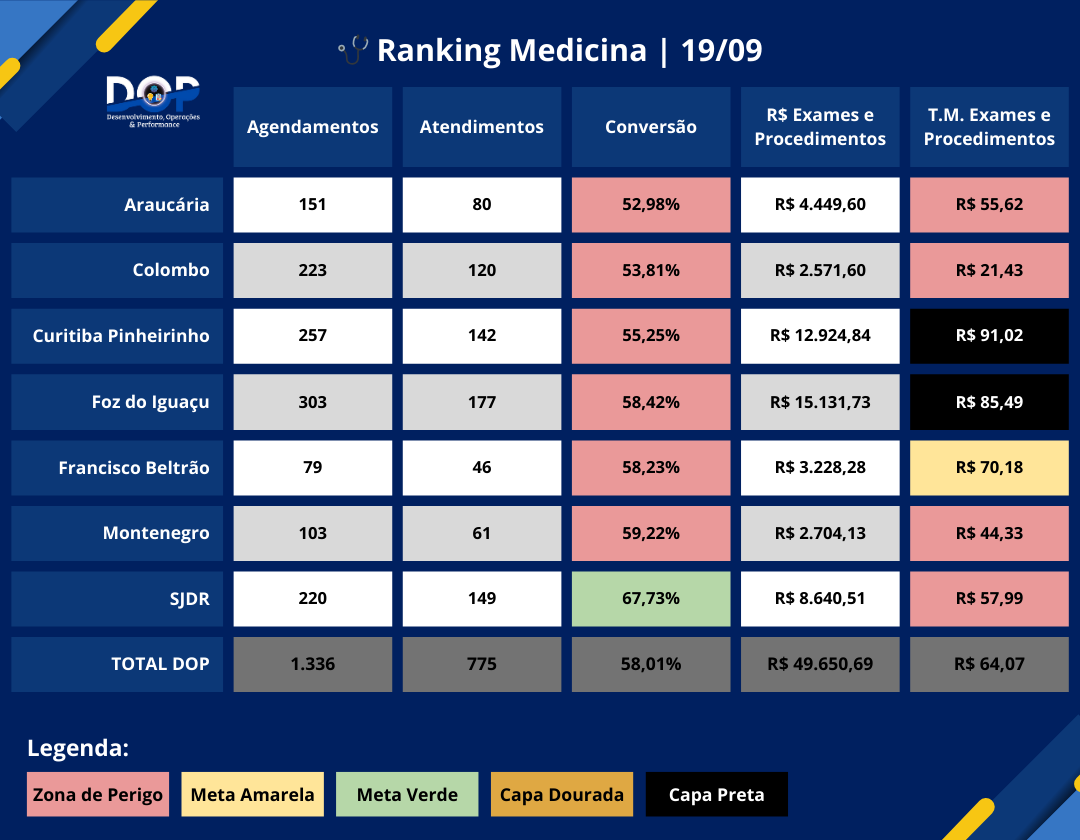 Ranking Medicina | 19/09
DOP
Desenvolvimento, Operações
& Performance
Agendamentos Atendimentos Conversão R$ Exames e Procedimentos T.M. Exames e Procedimentos
Araucária 151 80 52,98% R$ 4.449,60 R$ 55,62
Colombo 223 120 53,81% R$ 2.571,60 R$ 21,43
Curitiba Pinheirinho 257 142 55,25% R$ 12.924,84 R$ 91,02
Foz do Iguaçu 303 177 58,42% R$ 15.131,73 R$ 85,49
Francisco Beltrão 79 46 58,23% R$ 3.228,28 R$ 70,18
Montenegro 103 61 59,22% R$ 2.704,13 R$ 44,33
SJDR 220 149 67,73% R$ 8.640,51 R$ 57,99
TOTAL DOP 1.336 775 58,01% R$ 49.650,69 R$ 64,07
Legenda:
Zona de Perigo Meta Amarela Meta Verde Capa Dourada Capa Preta